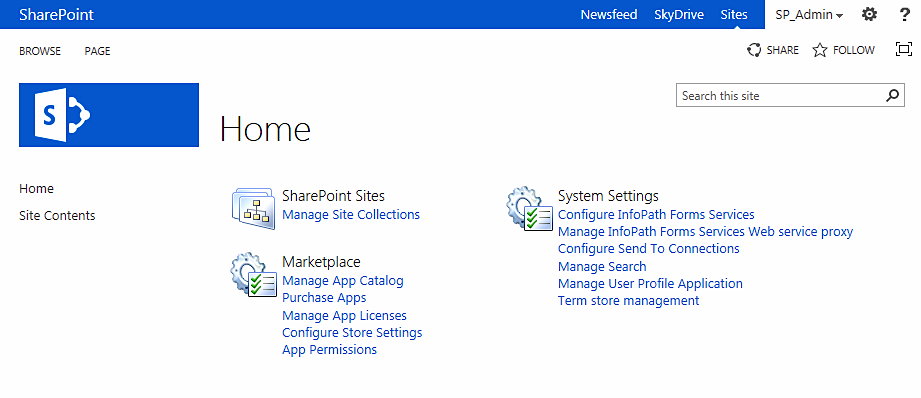 SharePoint
Newsfeed SkyDrive Sites SP_Admin ?
BROWSE PAGE
SHARE FOLLOW
S
Search this site
Home
Home
Site Contents
SharePoint Sites
Manage Site Collections
Marketplace
Manage App Catalog
Purchase Apps
Manage App Licenses
Configure Store Settings
App Permissions
System Settings
Configure InfoPath Forms Services
Manage InfoPath Forms Services Web service proxy
Configure Send To Connections
Manage Search
Manage User Profile Application
Term store management